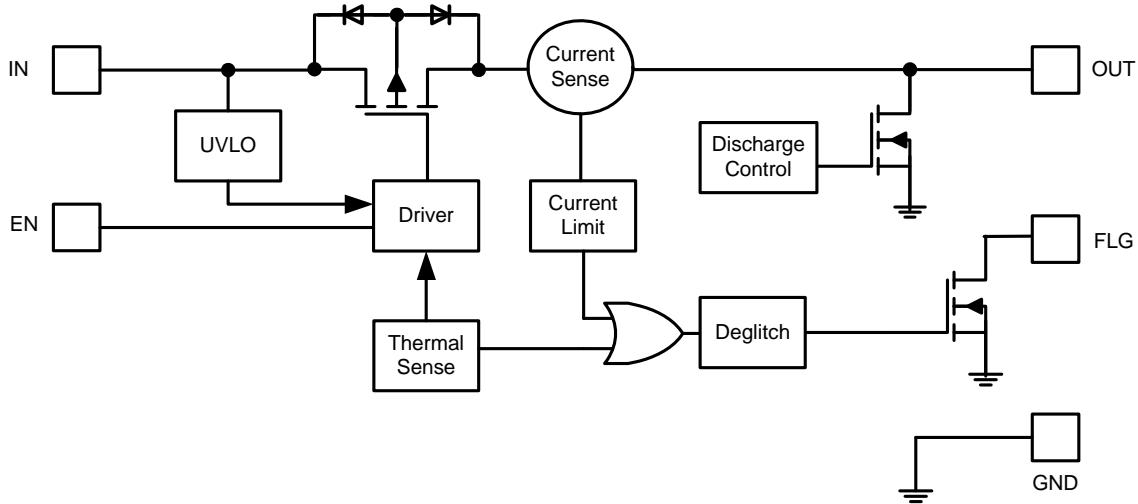 IN
Current
Sense
OUT
UVLO
Discharge
Control
EN
Driver
Current
Limit
FLG
Thermal
Sense
Deglitch
GND